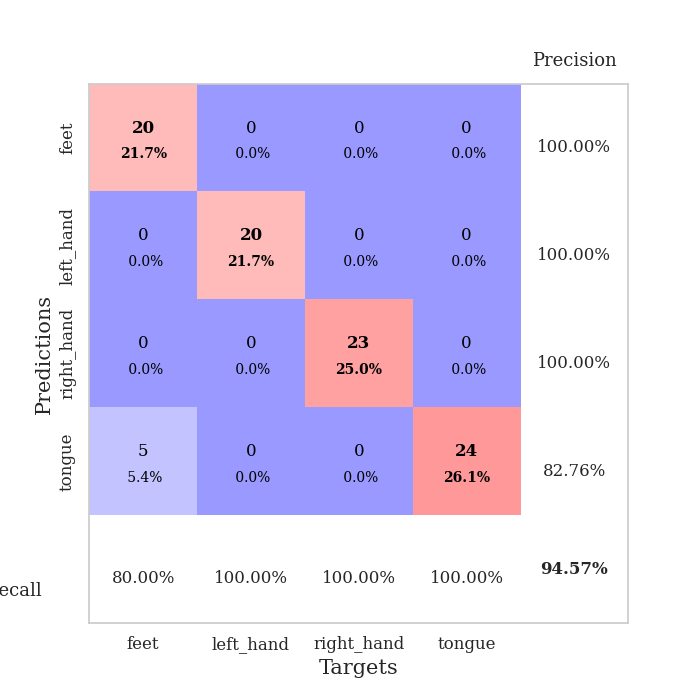 Precision
feet
20 0 0 0
21.7% 0.0% 0.0% 0.0%
100.00%
left_hand
0 20 0 0
0.0% 21.7% 0.0% 0.0%
100.00%
right_hand
0 0 23 0
0.0% 0.0% 25.0% 0.0%
100.00%
Predictions
tongue
5 0 0 24
5.4% 0.0% 0.0% 26.1%
82.76%
ecall
80.00% 100.00% 100.00% 100.00%
94.57%
feet left_hand right_hand tongue
Targets